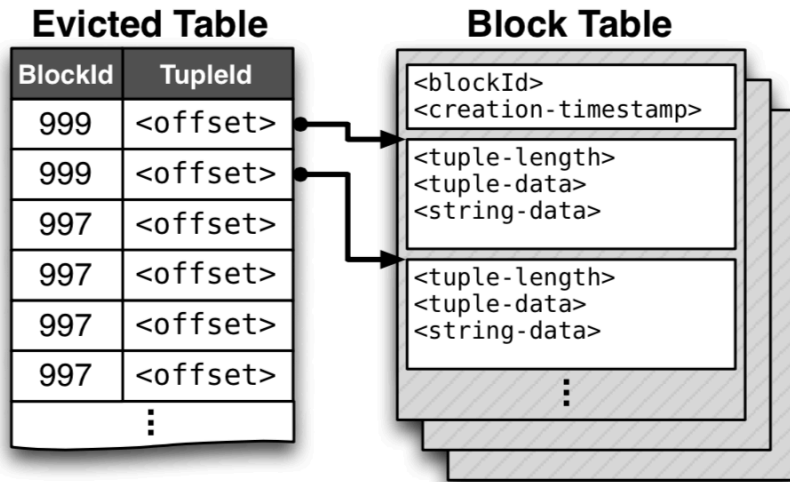 Evicted Table
BlockId TupleId
999 <offset>
999 <offset>
997 <offset>
997 <offset>
997 <offset>
997 <offset>
⋮
Block Table
<blockId>
<creation-timestamp>
<tuple-length>
<tuple-data>
<string-data>
<tuple-length>
<tuple-data>
<string-data>
⋮